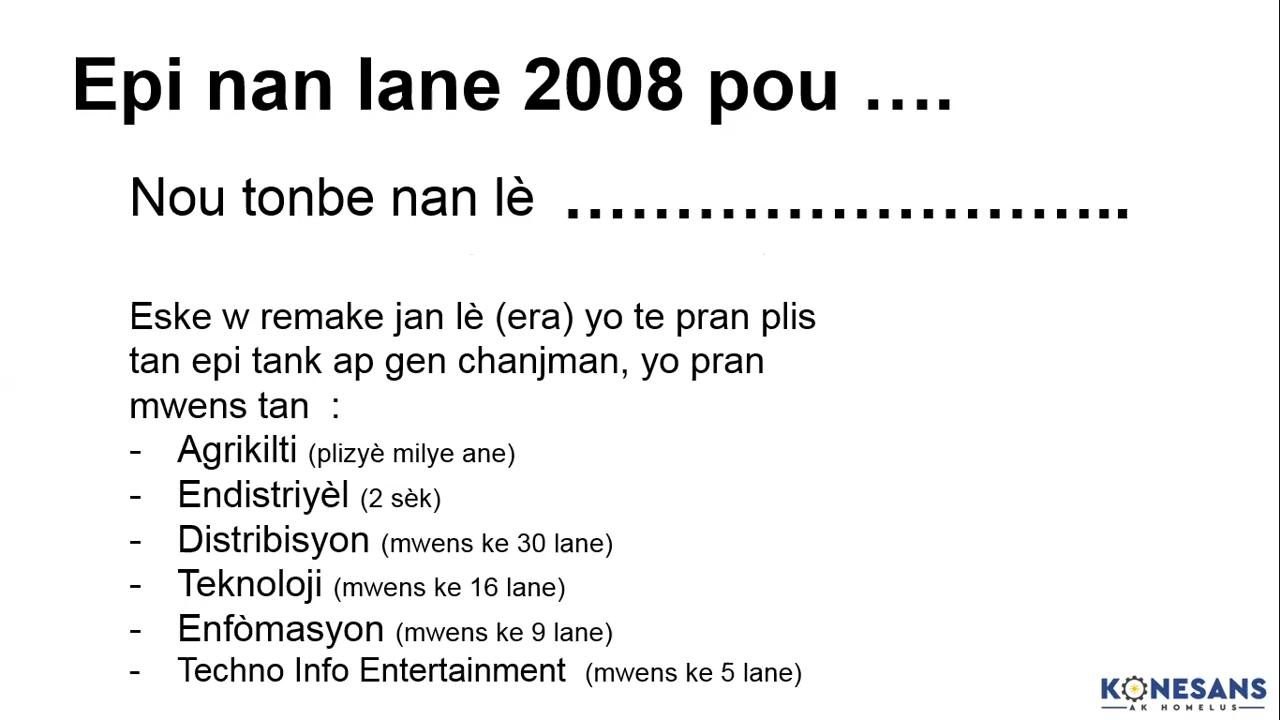 Epi nan lane 2008 pou ….
Nou tonbe nan lè ………………………..
Eske w remake jan lè (era) yo te pran plis
tan epi tank ap gen chanjman, yo pran
mwens tan :
- Agrikilti (plizyè milye ane)
- Endistriyèl (2 sèk)
- Distribisyon (mwens ke 30 lane)
- Teknoloji (mwens ke 16 lane)
- Enfòmasyon (mwens ke 9 lane)
- Techno Info Entertainment (mwens ke 5 lane)
KONESANS
AK HOMELUS